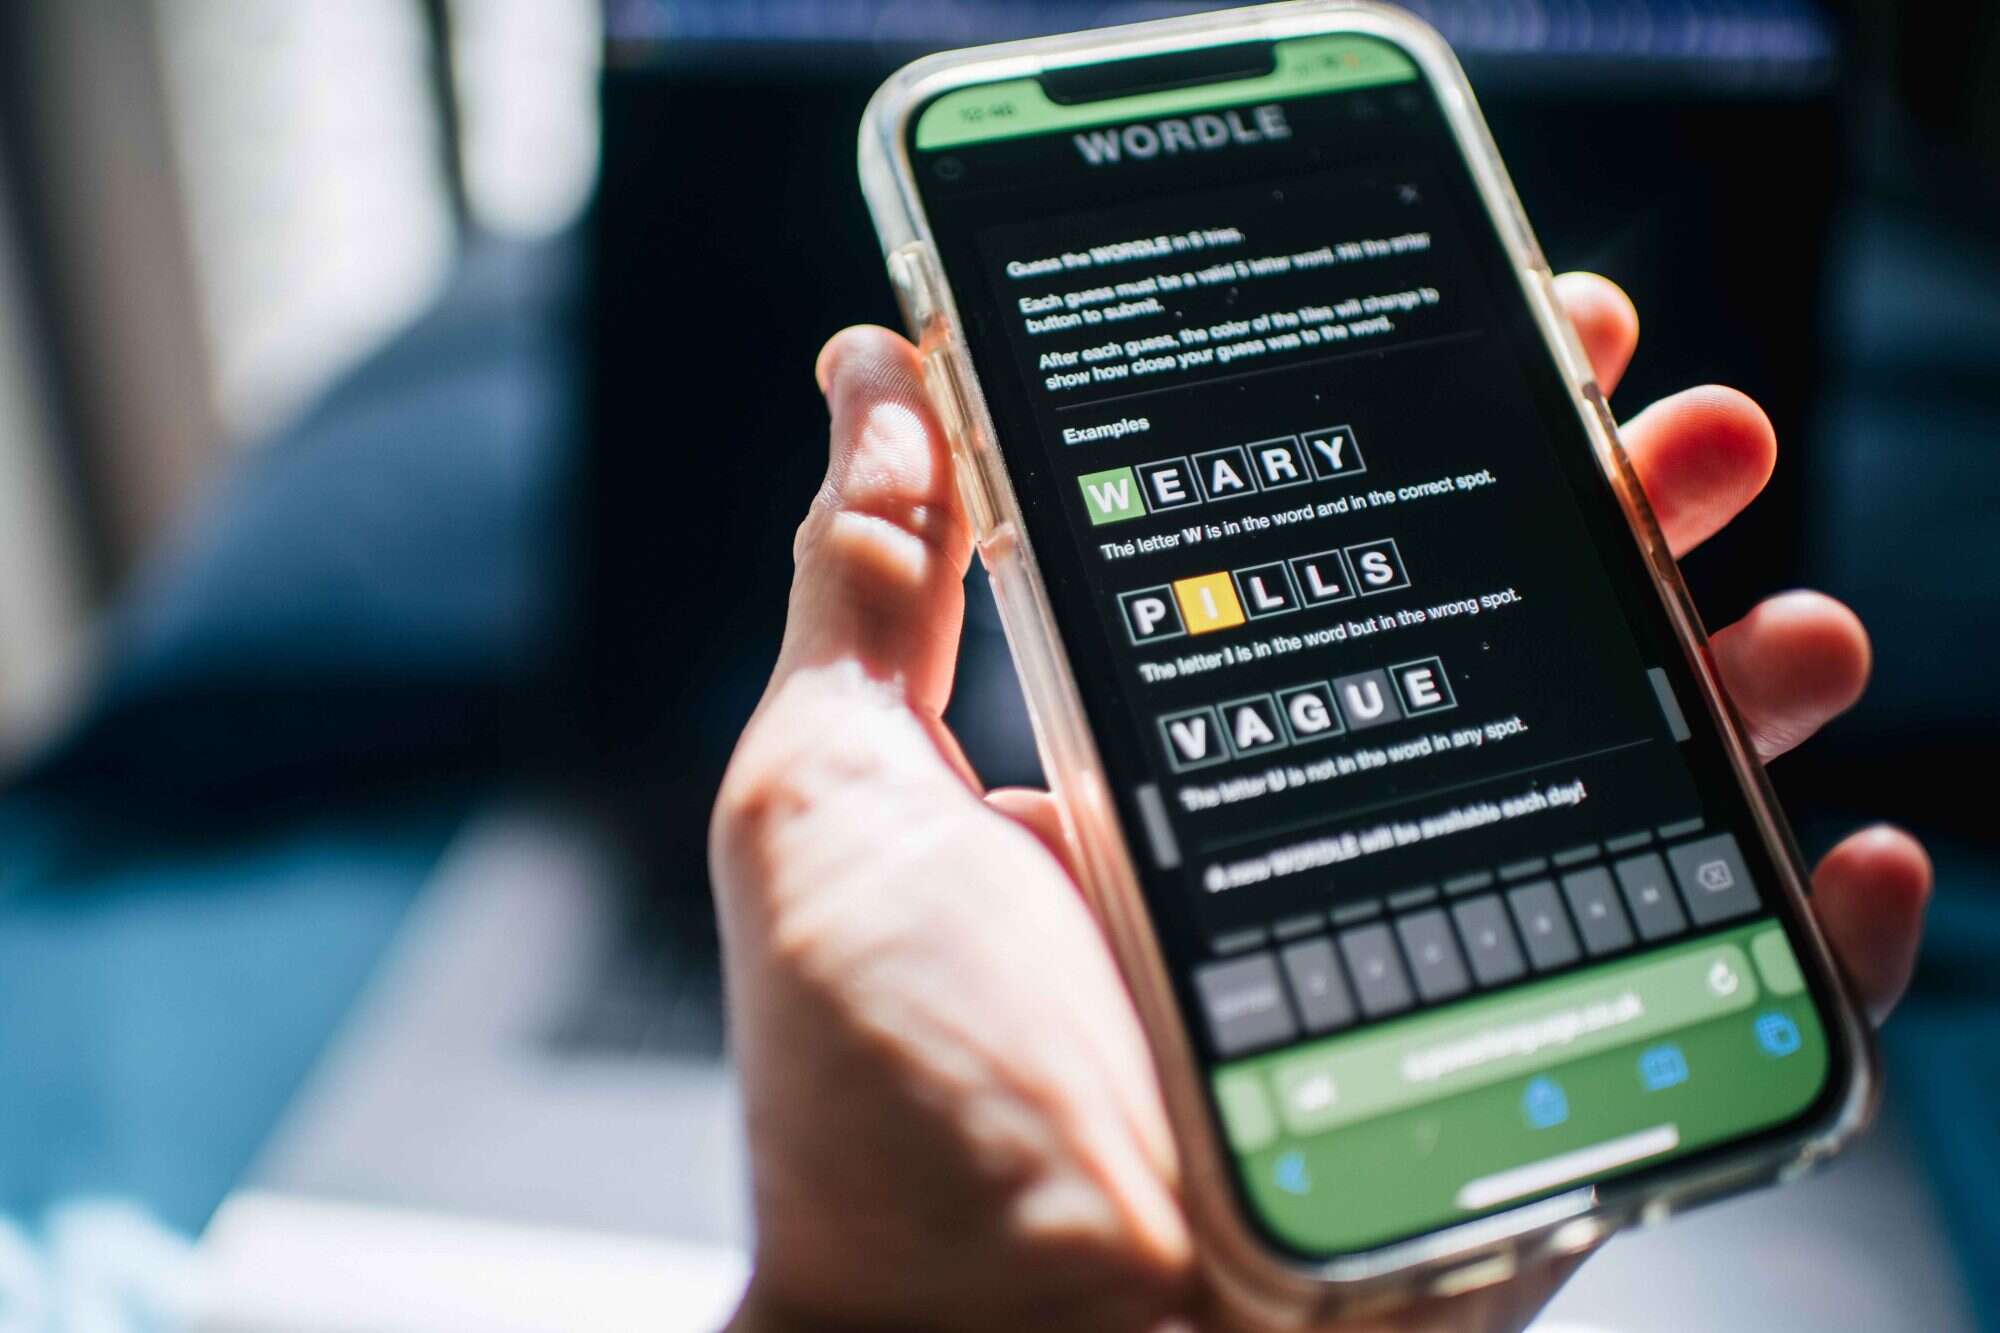 WORDLE
Guess the WORDLE in 6 tries.
Each guess must be a valid 5 letter word. Hit the enter
button to submit.
After each guess, the color of the tiles will change to
show how close your guess was to the word.
Examples
WEARY
The letter W is in the word and in the correct spot.
PILLS
The letter I is in the word but in the wrong spot.
VAGUE
The letter U is not in the word in any spot.
A new WORDLE will be available each day!